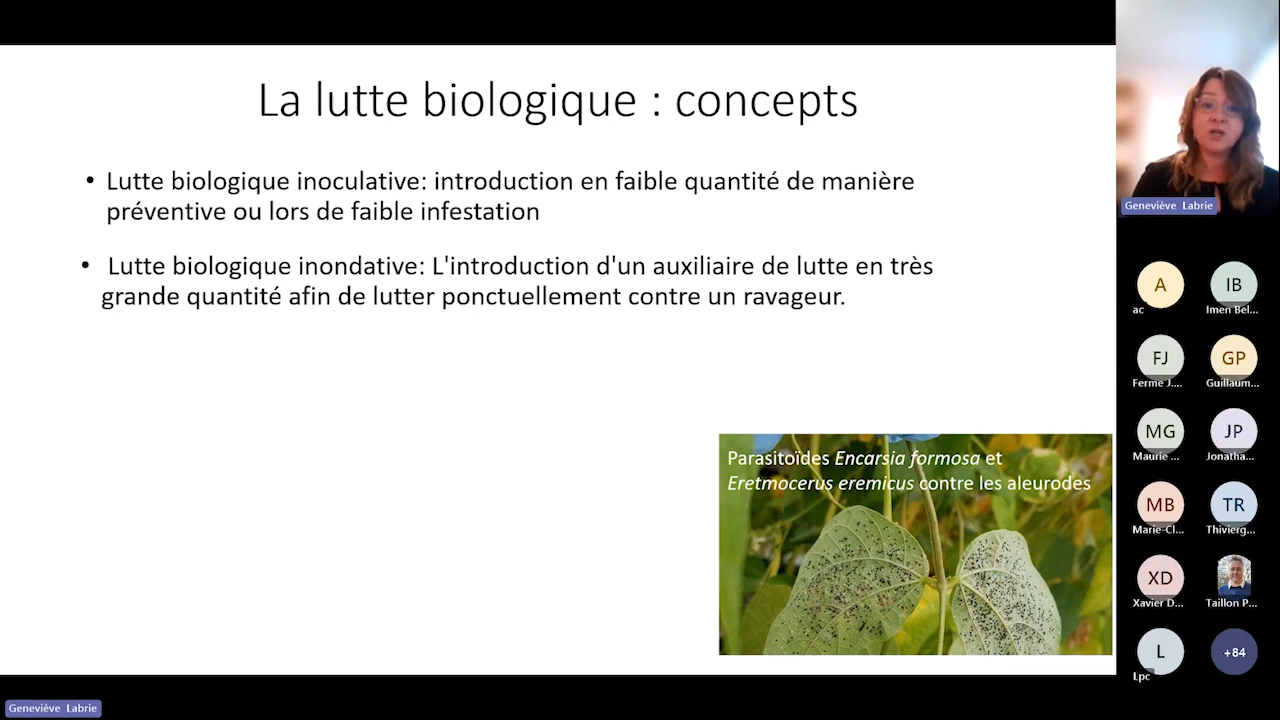 La lutte biologique : concepts
• Lutte biologique inoculative: introduction en faible quantité de manière
préventive ou lors de faible infestation
• Lutte biologique inondative: L'introduction d'un auxiliaire de lutte en très
grande quantité afin de lutter ponctuellement contre un ravageur.
Parasitoïdes Encarsia formosa et
Eretmocerus eremicus contre les aleurodes
Geneviève Labrie
A
ac
IB
Imen Bel...
FJ
Ferme J....
GP
Guillaum...
MG
Maurie ...
JP
Jonatha...
MB
Marie-Cl...
TR
Thivierg...
XD
Xavier D...
Taillon P...
L
Lpc
+84
Geneviève Labrie